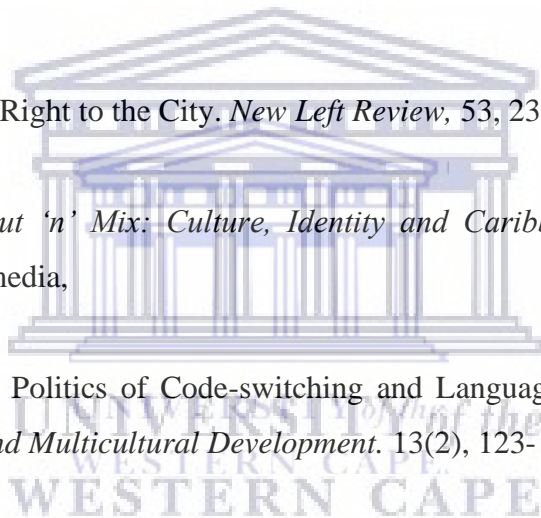 Right to the City. New Left Review, 53, 23
ut ‘n’ Mix: Culture, Identity and Carib
nedia,
Politics of Code-switching and Languag
nd Multicultural Development. 13(2), 123-
UNIVERSITY of the
WESTERN CAPE